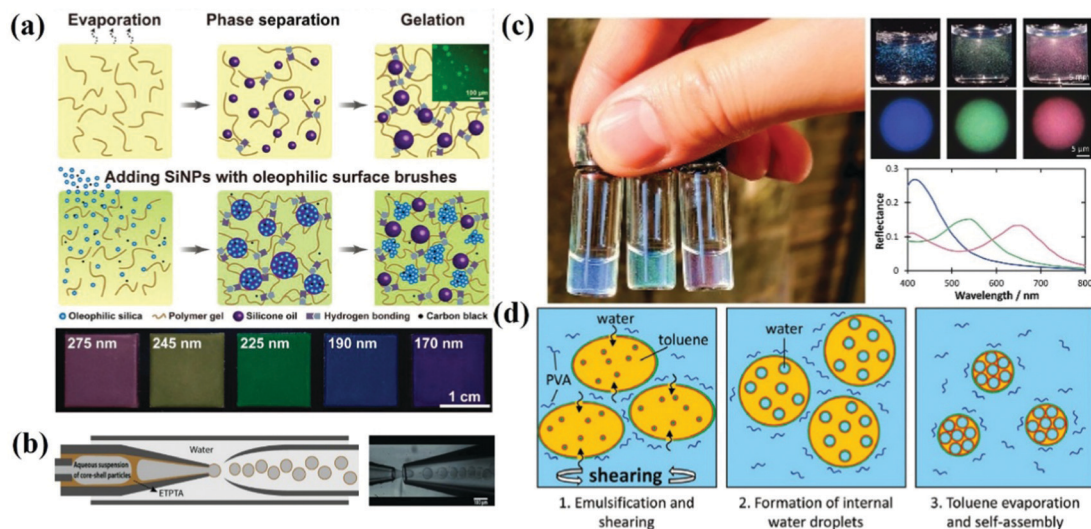 (a)
Evaporation
Phase separation
Gelation
100 μm
Adding SiNPs with oleophilic surface brushes
Oleophilic silica
Polymer gel
Silicone oil
Hydrogen bonding
Carbon black
275 nm
245 nm
225 nm
190 nm
170 nm
1 cm
(b)
Water
Aqueous suspension
of core-shell particles
ETPTA
(c)
5 mm
5 μm
Reflectance
0.3
0.2
0.1
0
400
500
600
700
800
Wavelength / nm
(d)
water
toluene
PVA
shearing
1. Emulsification and
shearing
water
2. Formation of internal
water droplets
3. Toluene evaporation
and self-assembly